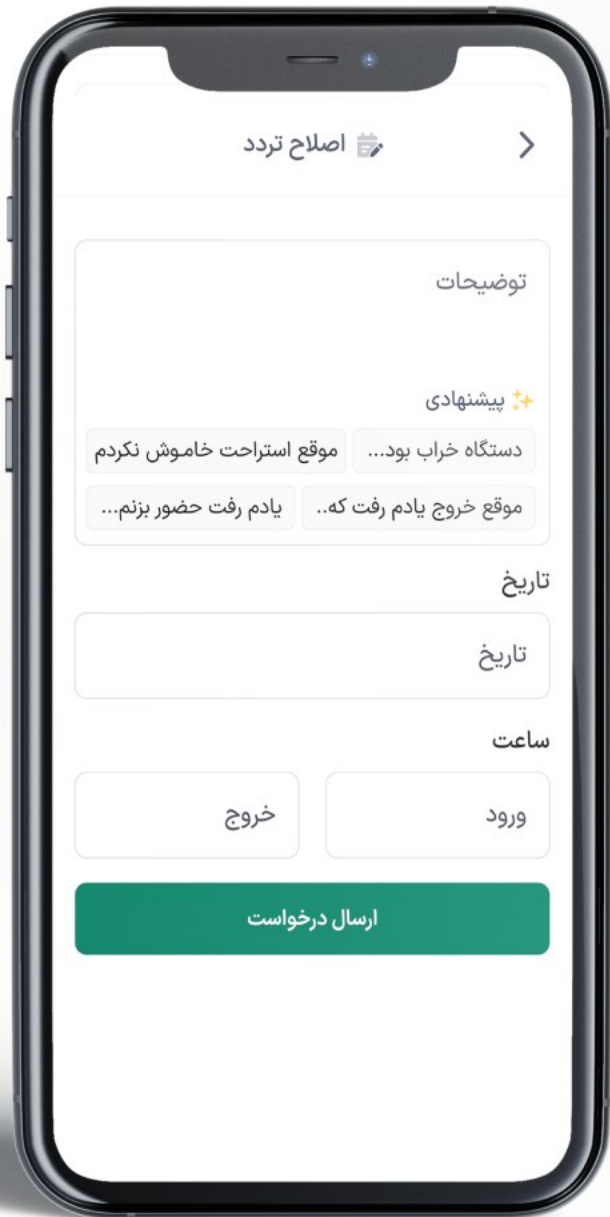 اصلاح تردد
توضیحات
پیشنهادی
دستگاه خراب بود... موقع استراحت خاموش نکردم
موقع خروج یادم رفت که.. یادم رفت حضور بزنم...
تاریخ
تاریخ
ساعت
ورود خروج
ارسال درخواست